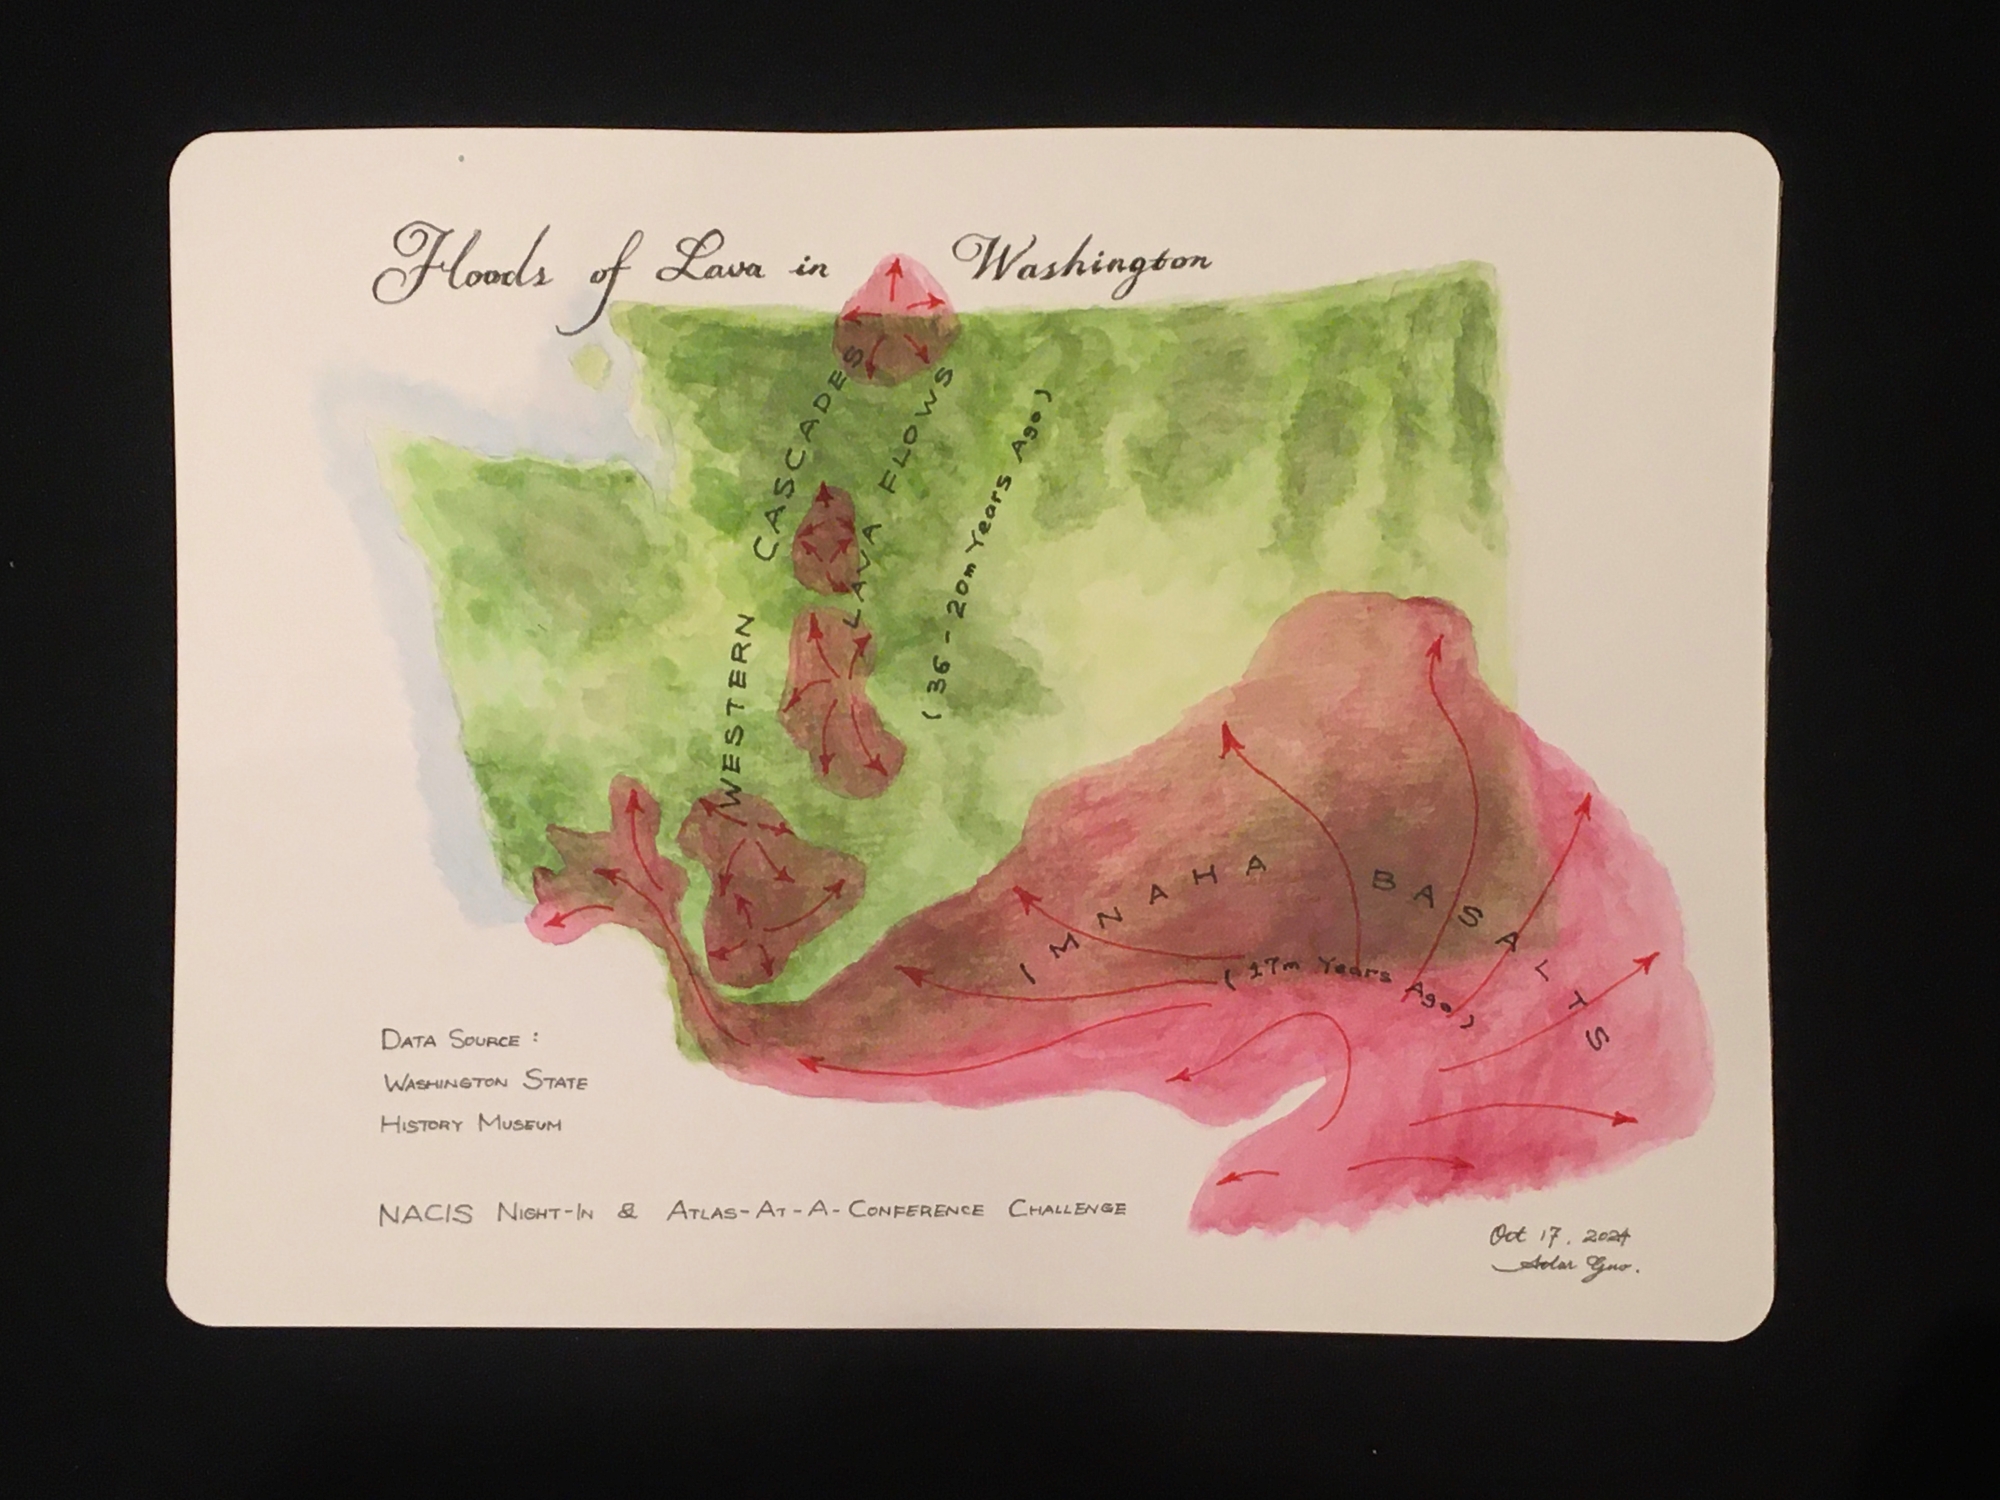 Floods of Lava in Washington
WESTERN CASCADES
LAVA FLOWS
(36-20m Years Ago)
IMNAHA BASALTS
(17m Years Ago)
DATA SOURCE:
WASHINGTON STATE
HISTORY MUSEUM
NACIS NIGHT-IN & ATLAS-AT-A-CONFERENCE CHALLENGE
Oct 17, 2024
Solar Guo.